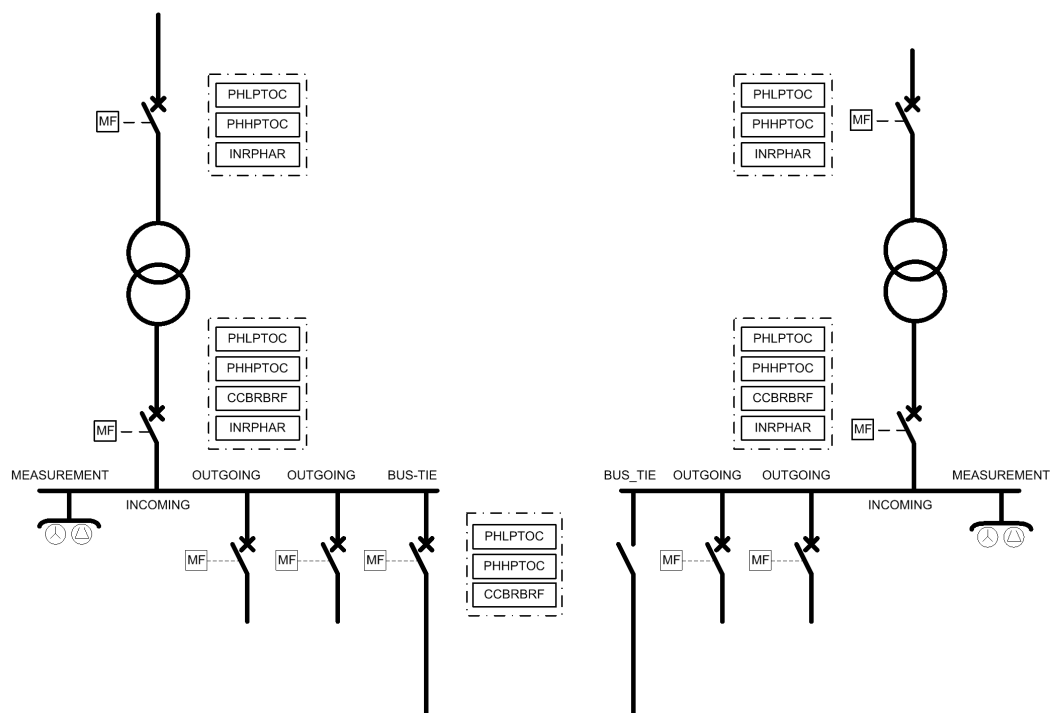 PHLPTOC
PHHPTOC
INRPHAR
MF
PHLPTOC
PHHPTOC
INRPHAR
MF
PHLPTOC
PHHPTOC
CCBRBRF
INRPHAR
MF
PHLPTOC
PHHPTOC
CCBRBRF
INRPHAR
MF
MEASUREMENT
OUTGOING
OUTGOING
BUS-TIE
BUS_TIE
OUTGOING
OUTGOING
MEASUREMENT
INCOMING
INCOMING
MF
MF
MF
PHLPTOC
PHHPTOC
CCBRBRF
MF
MF